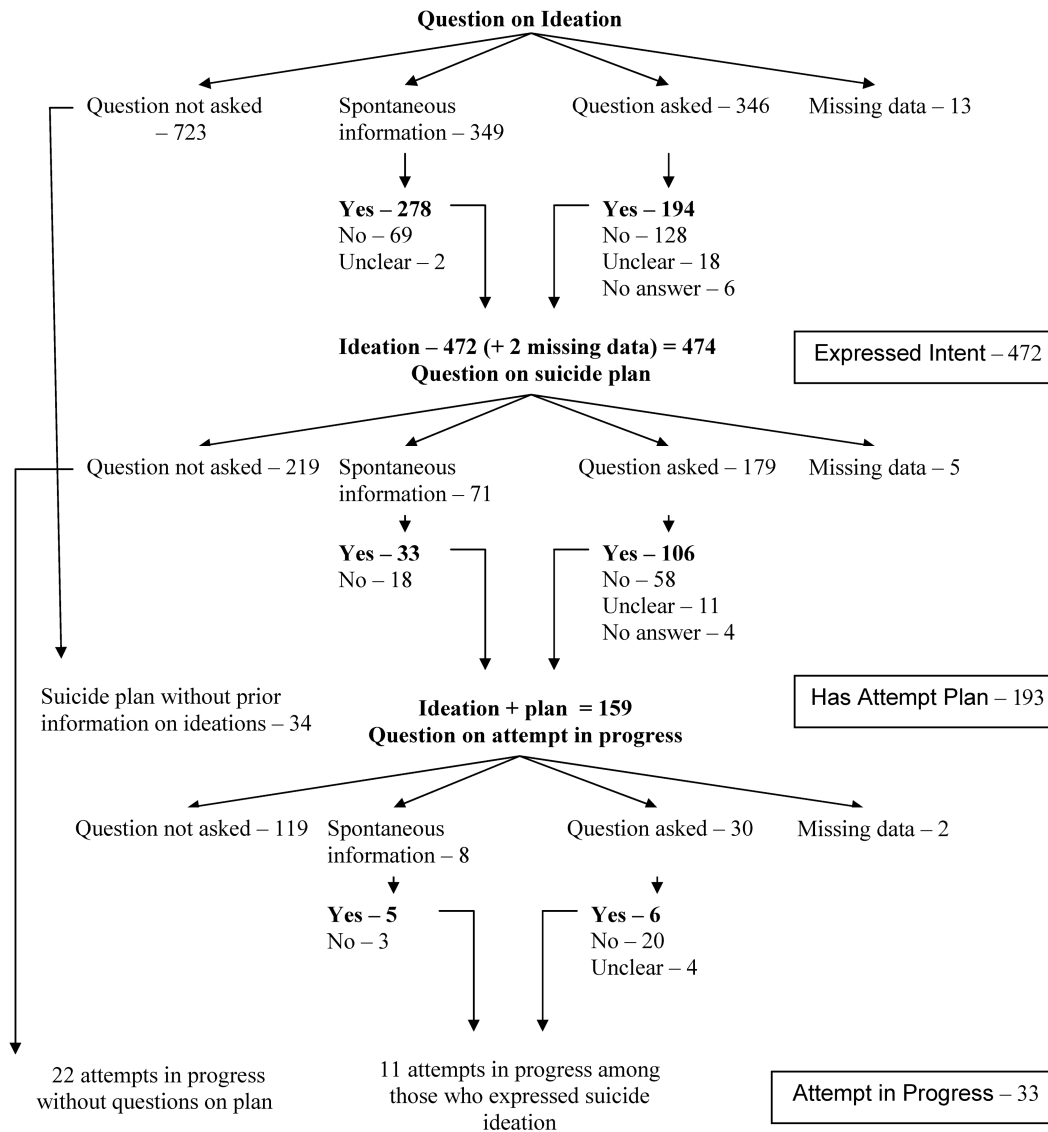 Question on Ideation
Question not asked
– 723
Spontaneous
information – 349
Question asked – 346
Missing data – 13
Yes – 278
No – 69
Unclear – 2
Yes – 194
No – 128
Unclear – 18
No answer – 6
Ideation – 472 (+ 2 missing data) = 474
Question on suicide plan
Expressed Intent – 472
Question not asked – 219
Spontaneous
information – 71
Question asked – 179
Missing data – 5
Yes – 33
No – 18
Yes – 106
No – 58
Unclear – 11
No answer – 4
Suicide plan without prior
information on ideations – 34
Ideation + plan = 159
Question on attempt in progress
Has Attempt Plan – 193
Question not asked – 119
Spontaneous
information – 8
Question asked – 30
Missing data – 2
Yes – 5
No – 3
Yes – 6
No – 20
Unclear – 4
22 attempts in progress
without questions on plan
11 attempts in progress among
those who expressed suicide
ideation
Attempt in Progress – 33